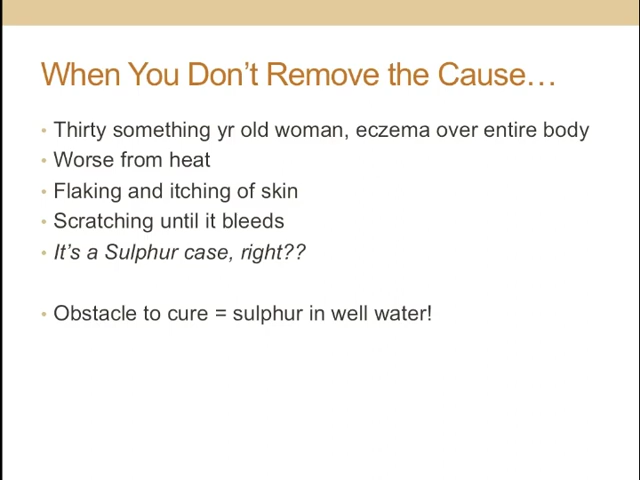 When You Don't Remove the Cause…
• Thirty something yr old woman, eczema over entire body
• Worse from heat
• Flaking and itching of skin
• Scratching until it bleeds
• It's a Sulphur case, right??
• Obstacle to cure = sulphur in well water!